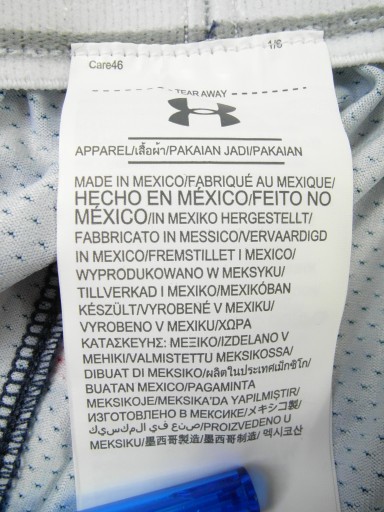 1/6
Care46
TEAR AWAY
APPAREL/เสื้อผ้า/PAKAIAN JADI/PAKAIAN
MADE IN MEXICO/FABRIQUÉ AU MEXIQUE/
HECHO EN MÉXICO/FEITO NO
MÉXICO/IN MEXIKO HERGESTELLT/
FABBRICATO IN MESSICO/VERVAARDIGD
IN MEXICO/FREMSTILLET I MEXICO/
WYPRODUKOWANO W MEKSYKU/
TILLVERKAD I MEXIKO/MEXIKÓBAN
KÉSZÜLT/VYROBENÉ V MEXIKU/
VYROBENO V MEXIKU/ΧΩΡΑ
ΚΑΤΑΣΚΕΥΗΣ: ΜΕΞΙΚΟ/IZDELANO V
MEHIKI/VALMISTETTU MEKSIKOSSA/
DIBUAT DI MEKSIKO/ผลิตในประเทศเม็กซิโก/
BUATAN MEXICO/PAGAMINTA
MEKSIKOJE/MEKSIKA'DA YAPILMIŞTIR/
ИЗГОТОВЛЕНО В МЕКСИКЕ/メキシコ製/
صنع في المكسيك/PROIZVEDENO U
MEKSIKU/墨西哥製造/墨西哥制造/ 멕시코산